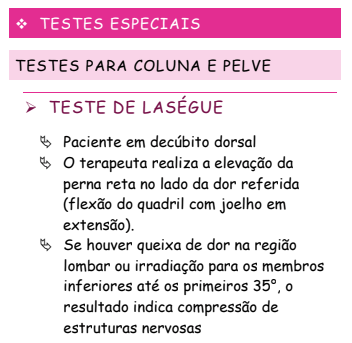 ❖ TESTES ESPECIAIS
TESTES PARA COLUNA E PELVE
➢ TESTE DE LASÉGUE
Paciente em decúbito dorsal
O terapeuta realiza a elevação da
perna reta no lado da dor referida
(flexão do quadril com joelho em
extensão).
Se houver queixa de dor na região
lombar ou irradiação para os membros
inferiores até os primeiros 35°, o
resultado indica compressão de
estruturas nervosas